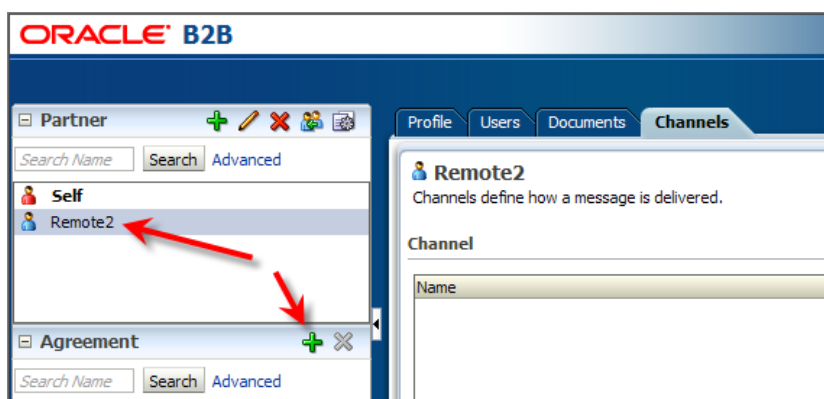 ORACLE B2B
Partner
Search Name Search Advanced
Self
Remote2
Agreement
Search Name Search Advanced
Profile Users Documents Channels
Remote2
Channels define how a message is delivered.
Channel
Name